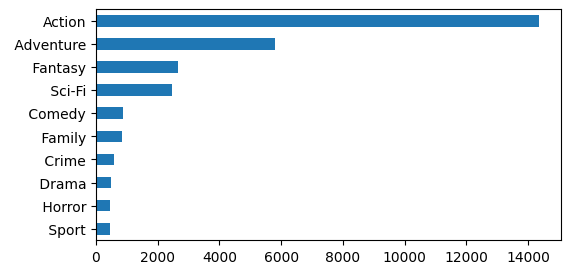 Action
Adventure
Fantasy
Sci-Fi
Comedy
Family
Crime
Drama
Horror
Sport
0 2000 4000 6000 8000 10000 12000 14000